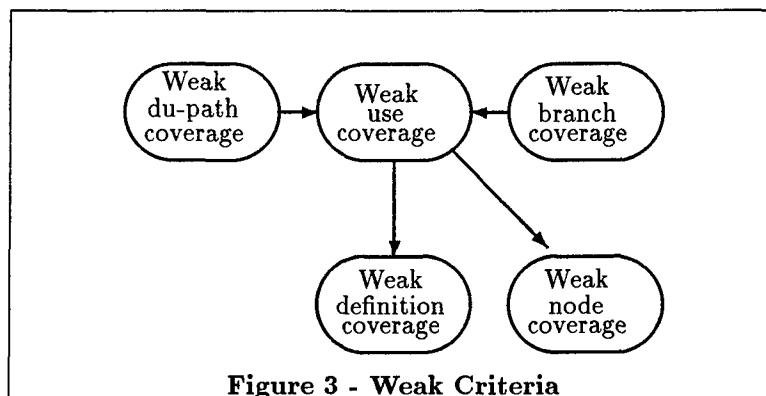 Weak
du-path
coverage
Weak
use
coverage
Weak
branch
coverage
Weak
definition
coverage
Weak
node
coverage
Figure 3 - Weak Criteria